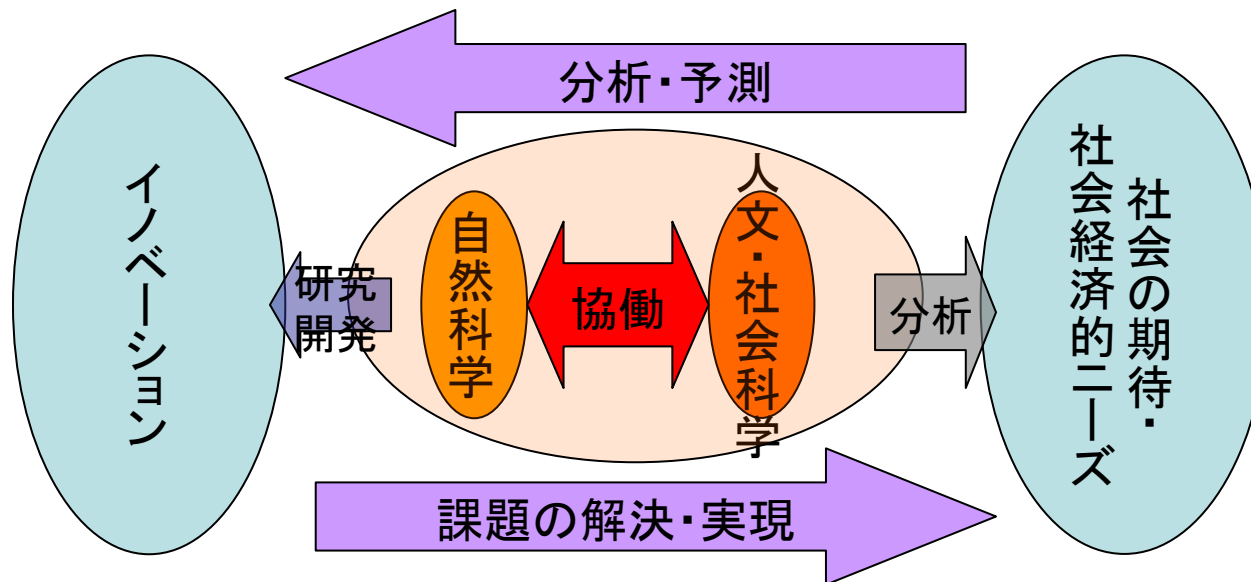 分析・予測
イノベーション
研究
開発
自然科学
協働
人文・社会科学
分析
社会の期待・
社会経済的ニーズ
課題の解決・実現